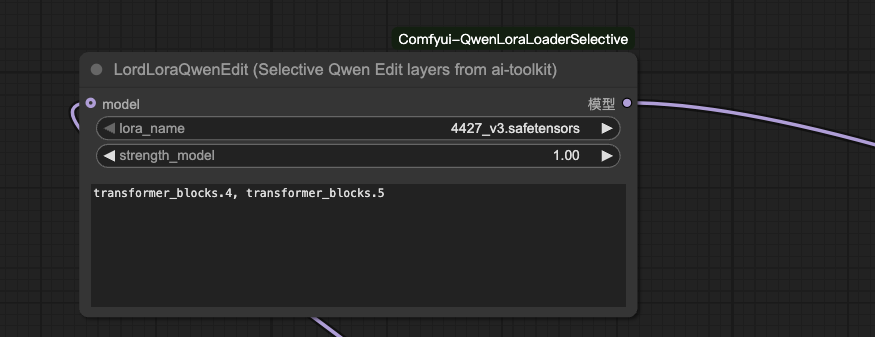 Comfyui-QwenLoraLoaderSelective
LordLoraQwenEdit (Selective Qwen Edit layers from ai-toolkit)
model 模型
lora_name 4427_v3.safetensors
strength_model 1.00
transformer_blocks.4, transformer_blocks.5